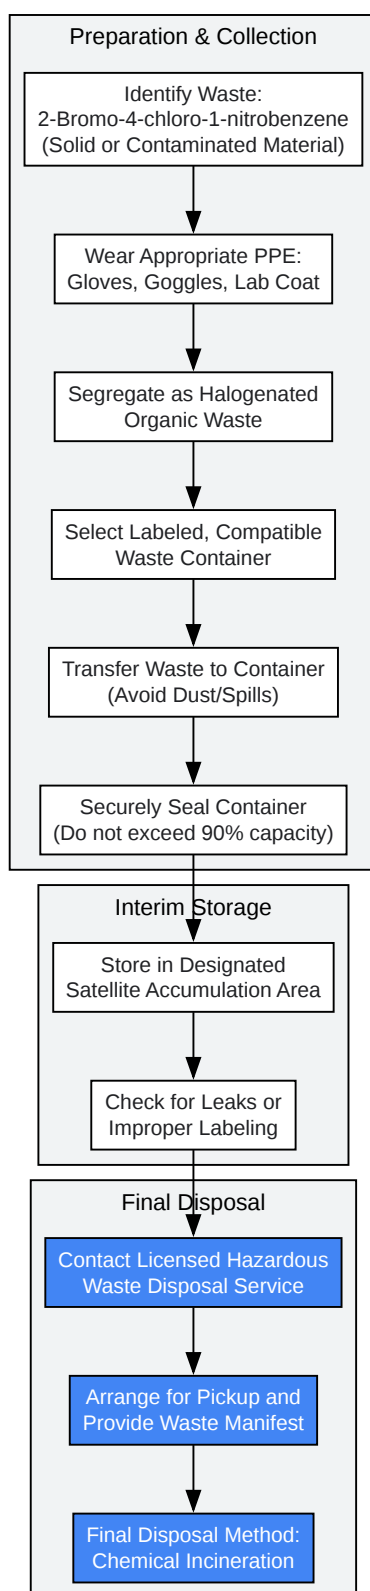 Preparation & Collection
Identify Waste:
2-Bromo-4-chloro-1-nitrobenzene
(Solid or Contaminated Material)
Wear Appropriate PPE:
Gloves, Goggles, Lab Coat
Segregate as Halogenated
Organic Waste
Select Labeled, Compatible
Waste Container
Transfer Waste to Container
(Avoid Dust/Spills)
Securely Seal Container
(Do not exceed 90% capacity)
Interim Storage
Store in Designated
Satellite Accumulation Area
Check for Leaks or
Improper Labeling
Final Disposal
Contact Licensed Hazardous
Waste Disposal Service
Arrange for Pickup and
Provide Waste Manifest
Final Disposal Method:
Chemical Incineration